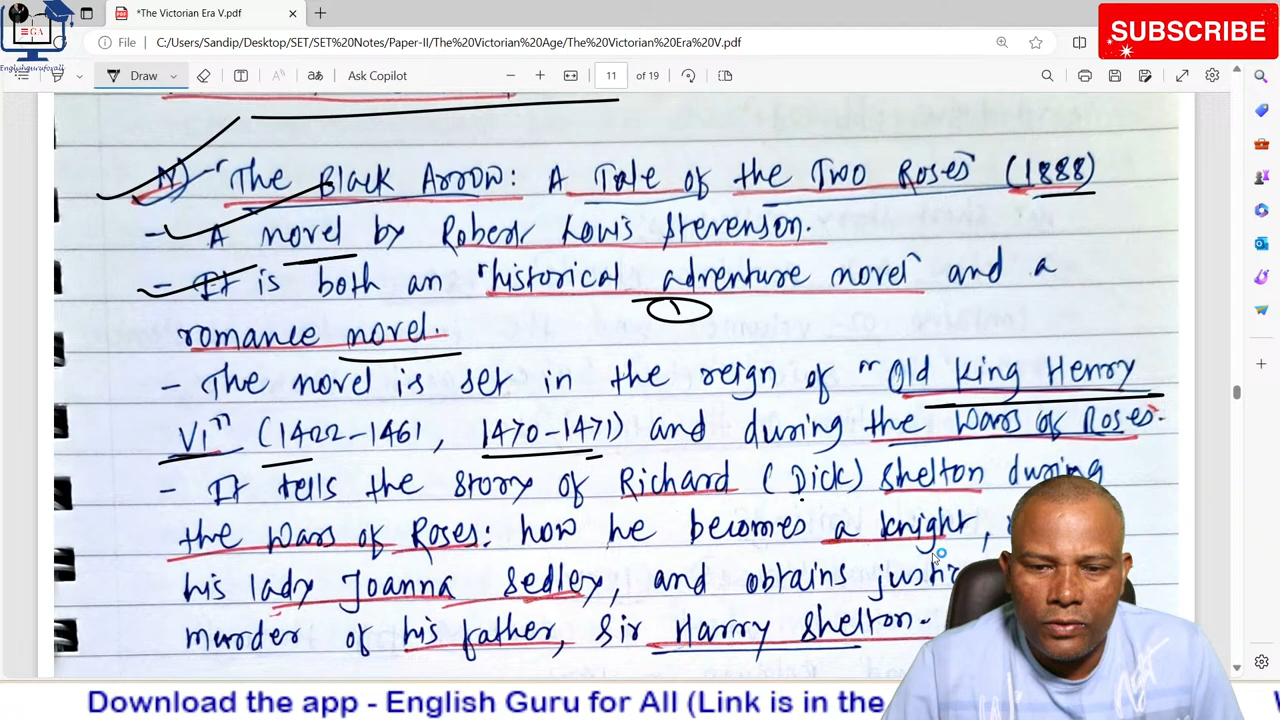 *The Victorian Era V.pdf
SUBSCRIBE
File C:/Users/Sandip/Desktop/SET/SET%20Notes/Paper-II/The%20Victorian%20Age/The%20Victorian%20Era%20V.pdf
EGA
Englishguruforall
Draw Ask Copilot 11 of 19
"The Black Arrow: A Tale of the Two Roses" (1888)
- A novel by Robert Louis Stevenson.
- It is both an "historical adventure novel" and a
romance novel.
- The novel is set in the reign of "Old King Henry
VI" (1422-1461, 1470-1471) and during the Wars of Roses.
- It tells the story of Richard (Dick) Shelton during
the Wars of Roses: how he becomes a knight,
his lady Joanna Sedley, and obtains
murder of his father, Sir Harry Shelton.
Download the app - English Guru for All (Link is in the